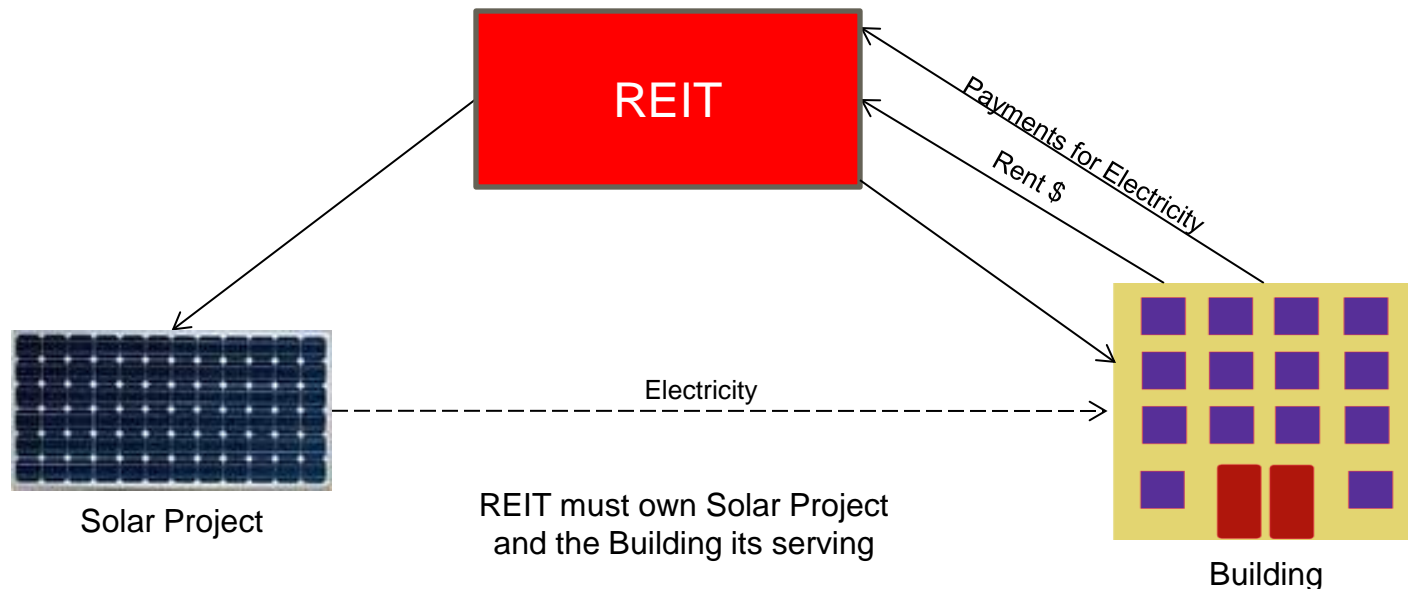 REIT
Payments for Electricity
Rent $
Electricity
Solar Project
REIT must own Solar Project
and the Building its serving
Building